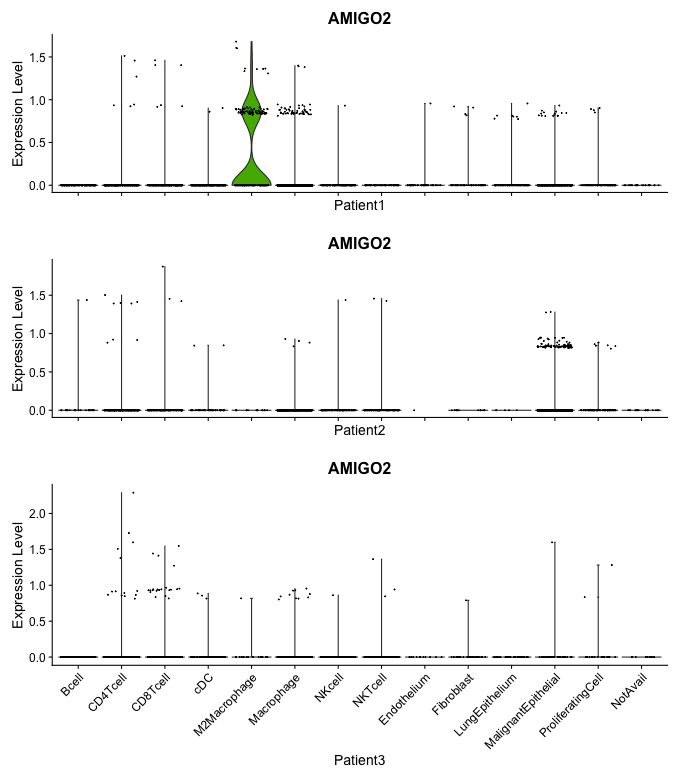 AMIGO2
Expression Level
1.5
1.0
0.5
0.0
Patient1
AMIGO2
Expression Level
1.5
1.0
0.5
0.0
Patient2
AMIGO2
Expression Level
2.0
1.5
1.0
0.5
0.0
Bcell
CD4Tcell
CD8Tcell
cDC
M2Macrophage
Macrophage
NKcell
NKTcell
Endothelium
Fibroblast
LungEpithelium
MalignantEpithelial
ProliferatingCell
NotAvail
Patient3